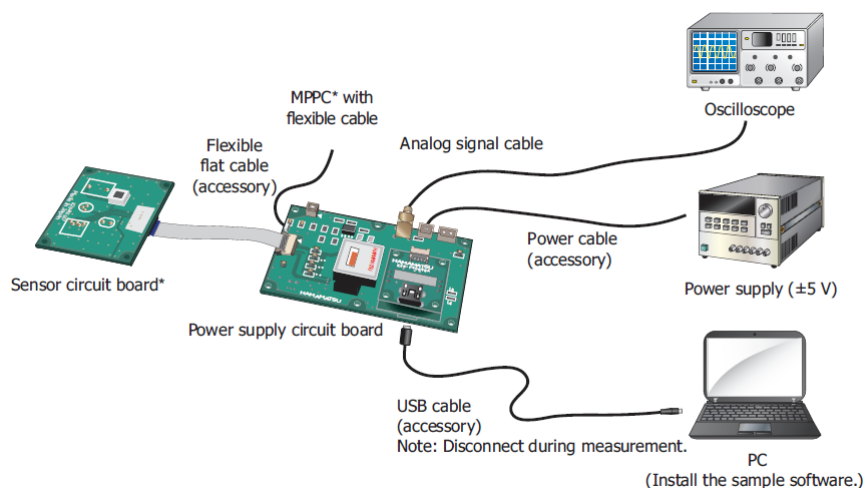 Oscilloscope
MPPC* with
flexible cable
Analog signal cable
Flexible
flat cable
(accessory)
Power cable
(accessory)
Power supply (±5 V)
Sensor circuit board*
HAMAMATSU
Power supply circuit board
USB cable
(accessory)
Note: Disconnect during measurement.
PC
(Install the sample software.)